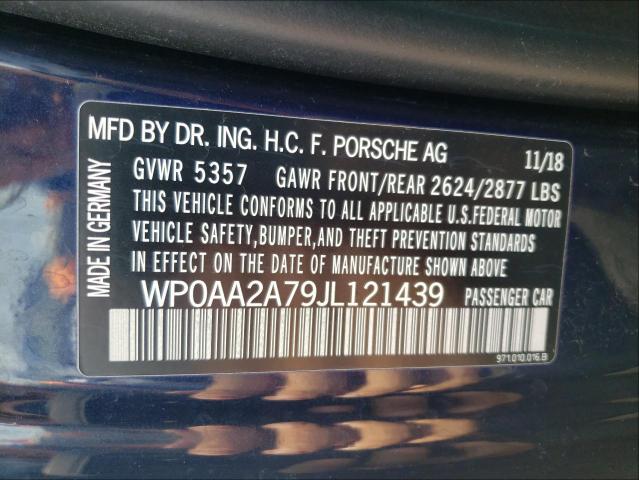 MFD BY DR. ING. H.C. F. PORSCHE AG 11/18
GVWR 5357 GAWR FRONT/REAR 2624/2877 LBS
THIS VEHICLE CONFORMS TO ALL APPLICABLE U.S.FEDERAL MOTOR
VEHICLE SAFETY,BUMPER,AND THEFT PREVENTION STANDARDS
IN EFFECT ON THE DATE OF MANUFACTURE SHOWN ABOVE
WP0AA2A79JL121439 PASSENGER CAR
971.010.016.B
MADE IN GERMANY